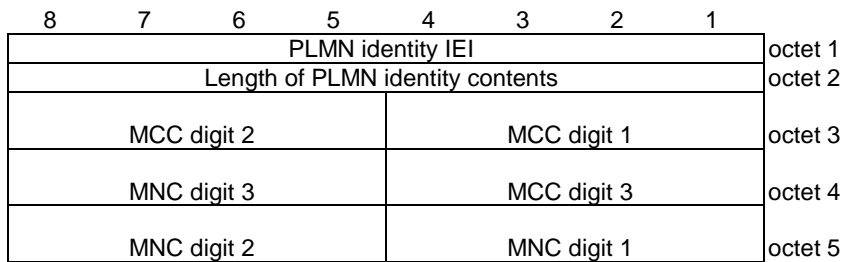 8 7 6 5 4 3 2 1
PLMN identity IEI octet 1
Length of PLMN identity contents octet 2
MCC digit 2 MCC digit 1 octet 3
MNC digit 3 MCC digit 3 octet 4
MNC digit 2 MNC digit 1 octet 5